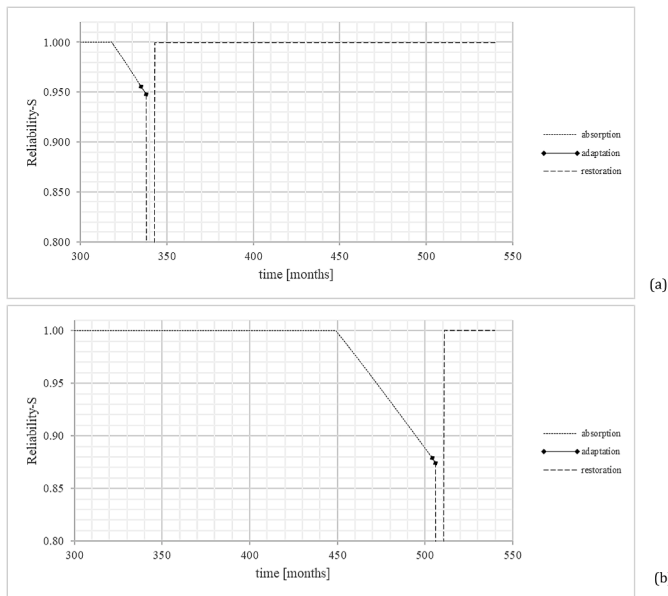 1.000
0.950
0.900
0.850
0.800
Reliability-S
300 350 400 450 500 550
time [months]
absorption
adaptation
restoration
(a)
1.00
0.95
0.90
0.85
0.80
Reliability-S
300 350 400 450 500 550
time [months]
absorption
adaptation
restoration
(b